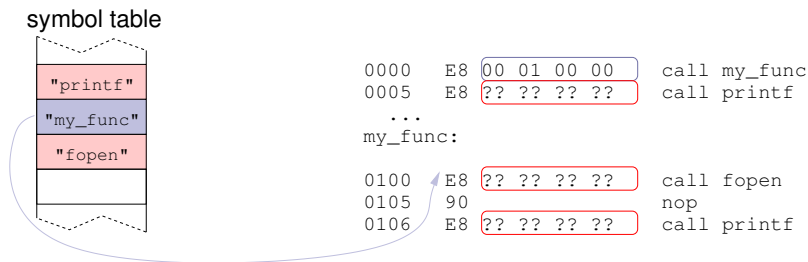 symbol table
"printf"
"my_func"
"fopen"
0000 E8 00 01 00 00 call my_func
0005 E8 ?? ?? ?? ?? call printf
...
my_func:
0100 E8 ?? ?? ?? ?? call fopen
0105 90 nop
0106 E8 ?? ?? ?? ?? call printf